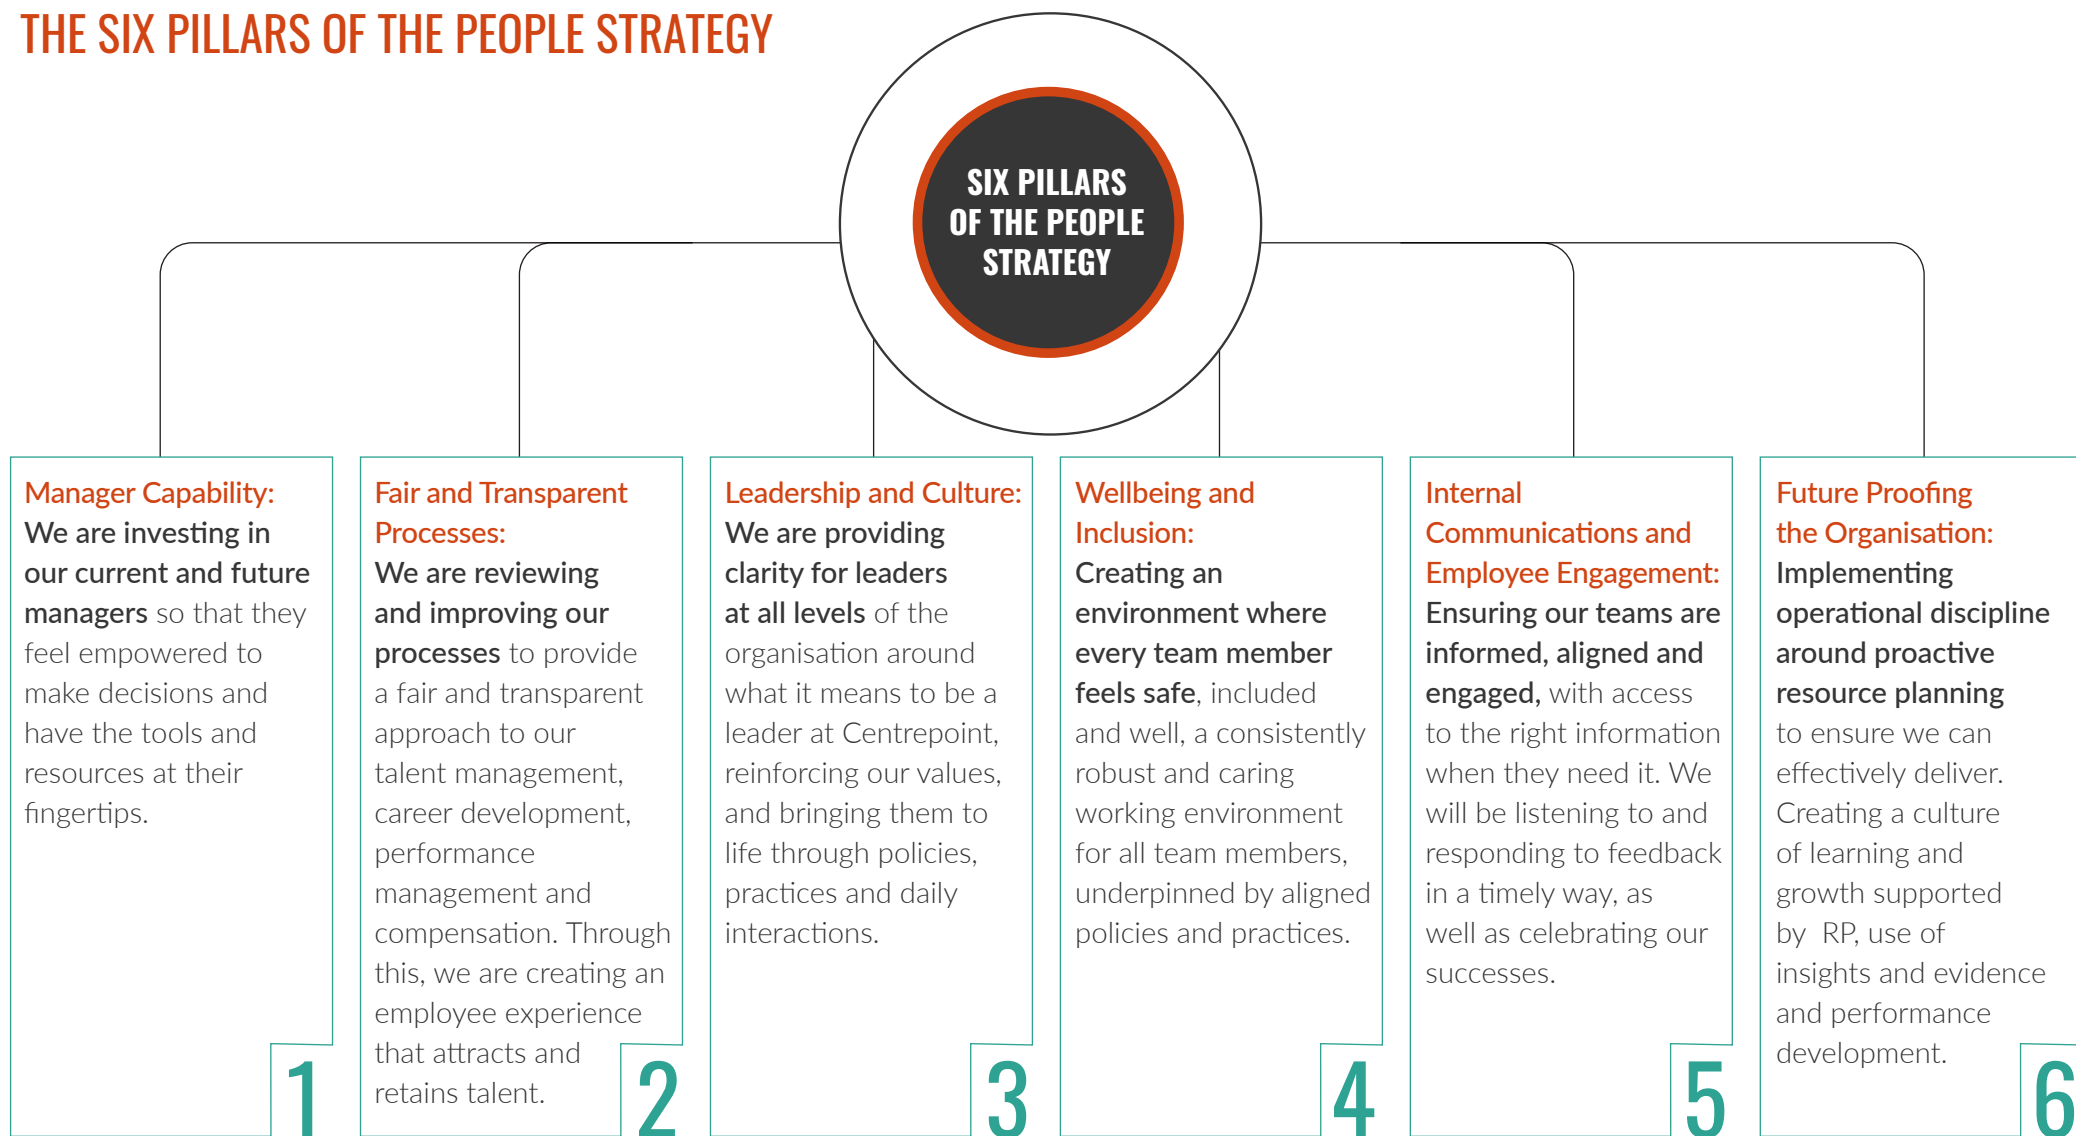 THE SIX PILLARS OF THE PEOPLE STRATEGY
SIX PILLARS
OF THE PEOPLE
STRATEGY
Manager Capability:
We are investing in
our current and future
managers so that they
feel empowered to
make decisions and
have the tools and
resources at their
fingertips.
1
Fair and Transparent
Processes:
We are reviewing
and improving our
processes to provide
a fair and transparent
approach to our
talent management,
career development,
performance
management and
compensation. Through
this, we are creating an
employee experience
that attracts and
retains talent.
2
Leadership and Culture:
We are providing
clarity for leaders
at all levels of the
organisation around
what it means to be a
leader at Centrepoint,
reinforcing our values,
and bringing them to
life through policies,
practices and daily
interactions.
3
Wellbeing and
Inclusion:
Creating an
environment where
every team member
feels safe, included
and well, a consistently
robust and caring
working environment
for all team members,
underpinned by aligned
policies and practices.
4
Internal
Communications and
Employee Engagement:
Ensuring our teams are
informed, aligned and
engaged, with access
to the right information
when they need it. We
will be listening to and
responding to feedback
in a timely way, as
well as celebrating our
successes.
5
Future Proofing
the Organisation:
Implementing
operational discipline
around proactive
resource planning
to ensure we can
effectively deliver.
Creating a culture
of learning and
growth supported
by  RP, use of
insights and evidence
and performance
development.
6